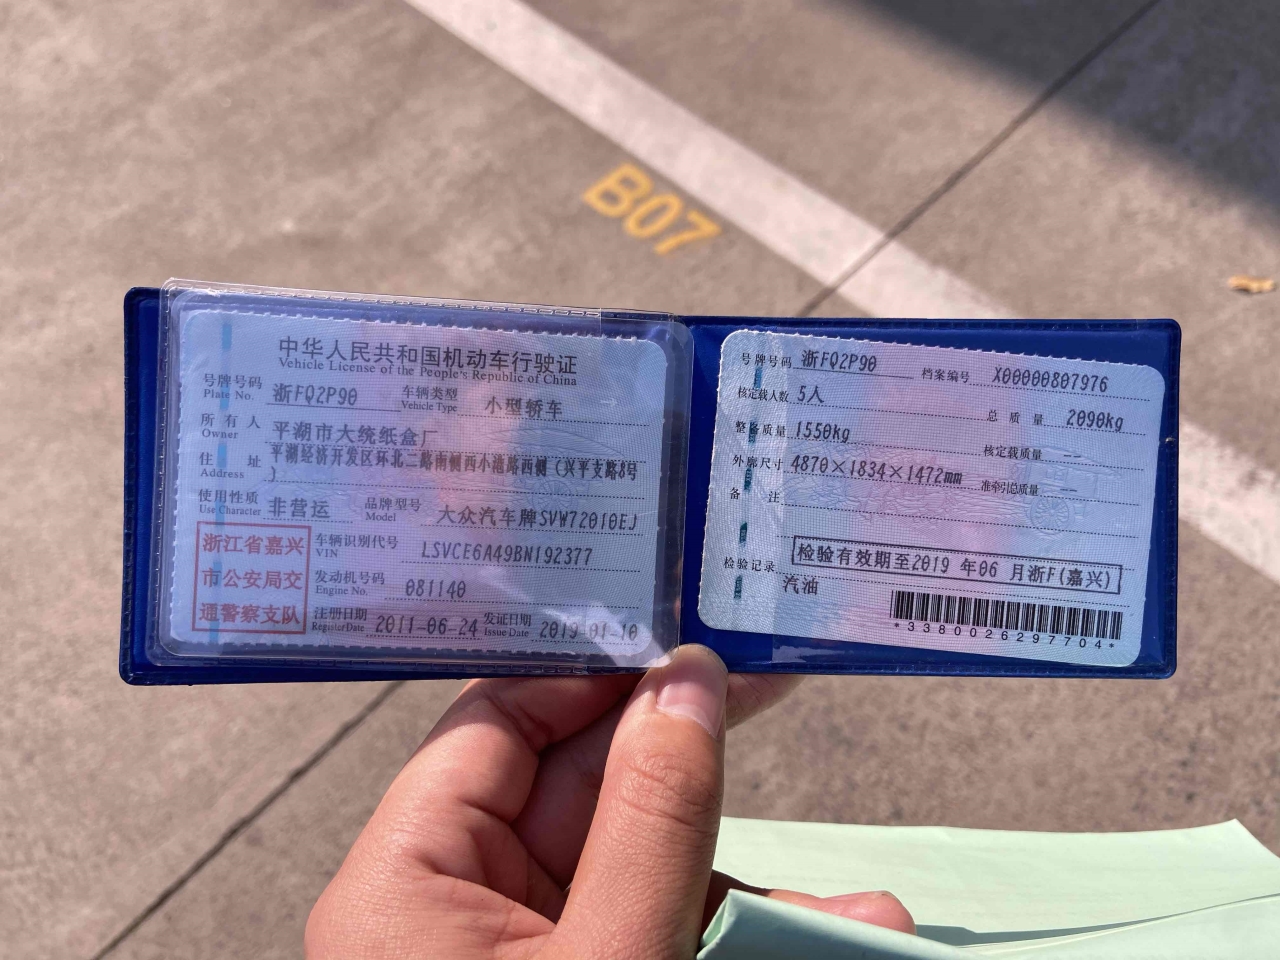 B07
中华人民共和国机动车行驶证
Vehicle License of the People's Republic of China
号牌号码 浙FQ2P90 车辆类型 小型轿车
Plate No. Vehicle Type
所有人 平湖市大统纸盒厂
Owner
住址 平湖经济开发区环北二路南侧西小港路西侧(兴平支路8号
Address )
使用性质 非营运 品牌型号 大众汽车牌SVW72010EJ
Use Character Model
浙江省嘉兴
市公安局交
通警察支队
车辆识别代号 LSVCE6A49BN192377
VIN
发动机号码 081140
Engine No.
注册日期 2011-06-24 发证日期 2019-01-10
Register Date Issue Date
号牌号码 浙FQ2P90 档案编号 X00000807976
核定载人数 5人 总质量 2090kg
整备质量 1550kg 核定载质量 --
外廓尺寸 4870×1834×1472mm 准牵引总质量 --
备注
检验有效期至2019 年06 月浙F(嘉兴)
检验记录
汽油
*3380026297704*